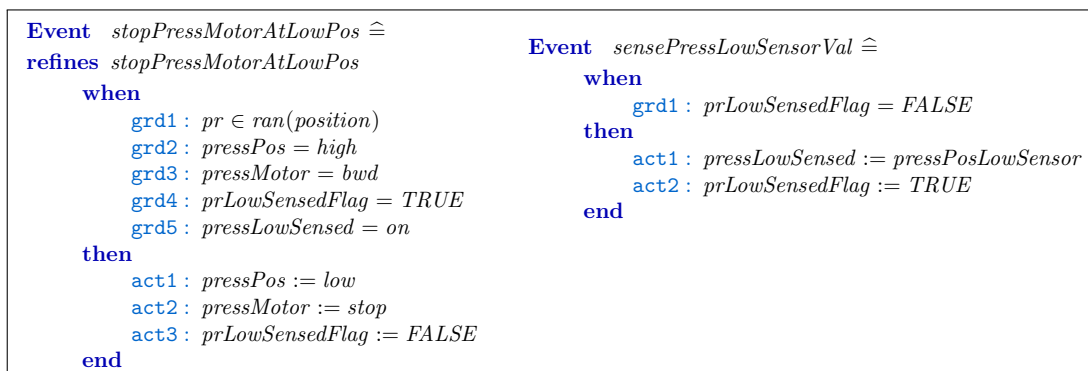 Event stopPressMotorAtLowPos ≙
refines stopPressMotorAtLowPos
when
grd1 : pr ∈ ran(position)
grd2 : pressPos = high
grd3 : pressMotor = bwd
grd4 : prLowSensedFlag = TRUE
grd5 : pressLowSensed = on
then
act1 : pressPos := low
act2 : pressMotor := stop
act3 : prLowSensedFlag := FALSE
end
Event sensePressLowSensorVal ≙
when
grd1 : prLowSensedFlag = FALSE
then
act1 : pressLowSensed := pressPosLowSensor
act2 : prLowSensedFlag := TRUE
end